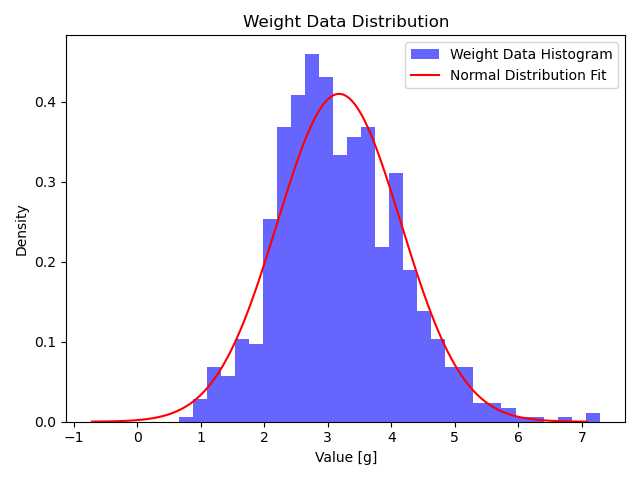 Weight Data Distribution
Weight Data Histogram
Normal Distribution Fit
Density
0.4
0.3
0.2
0.1
0.0
−1 0 1 2 3 4 5 6 7
Value [g]